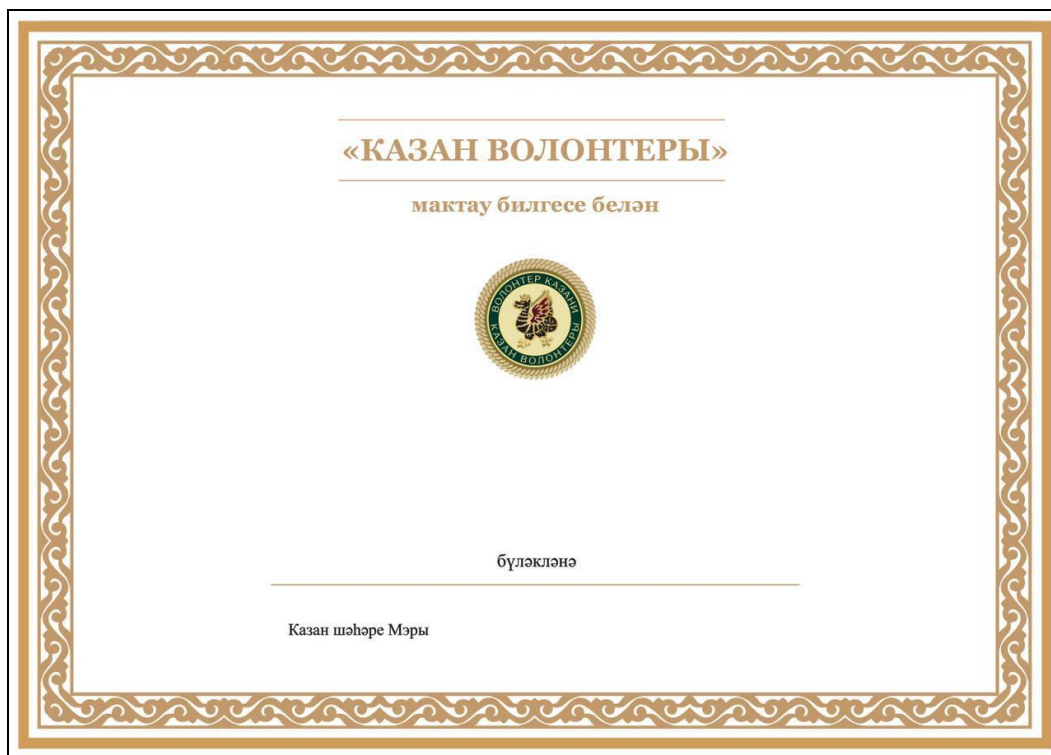 «КАЗАН ВОЛОНТЕРЫ»
мактау билгесе белән
ВОЛОНТЕР КАЗАНИ
КАЗАН ВОЛОНТЕРЫ
бүләкләнә
Казан шәһәре Мэры